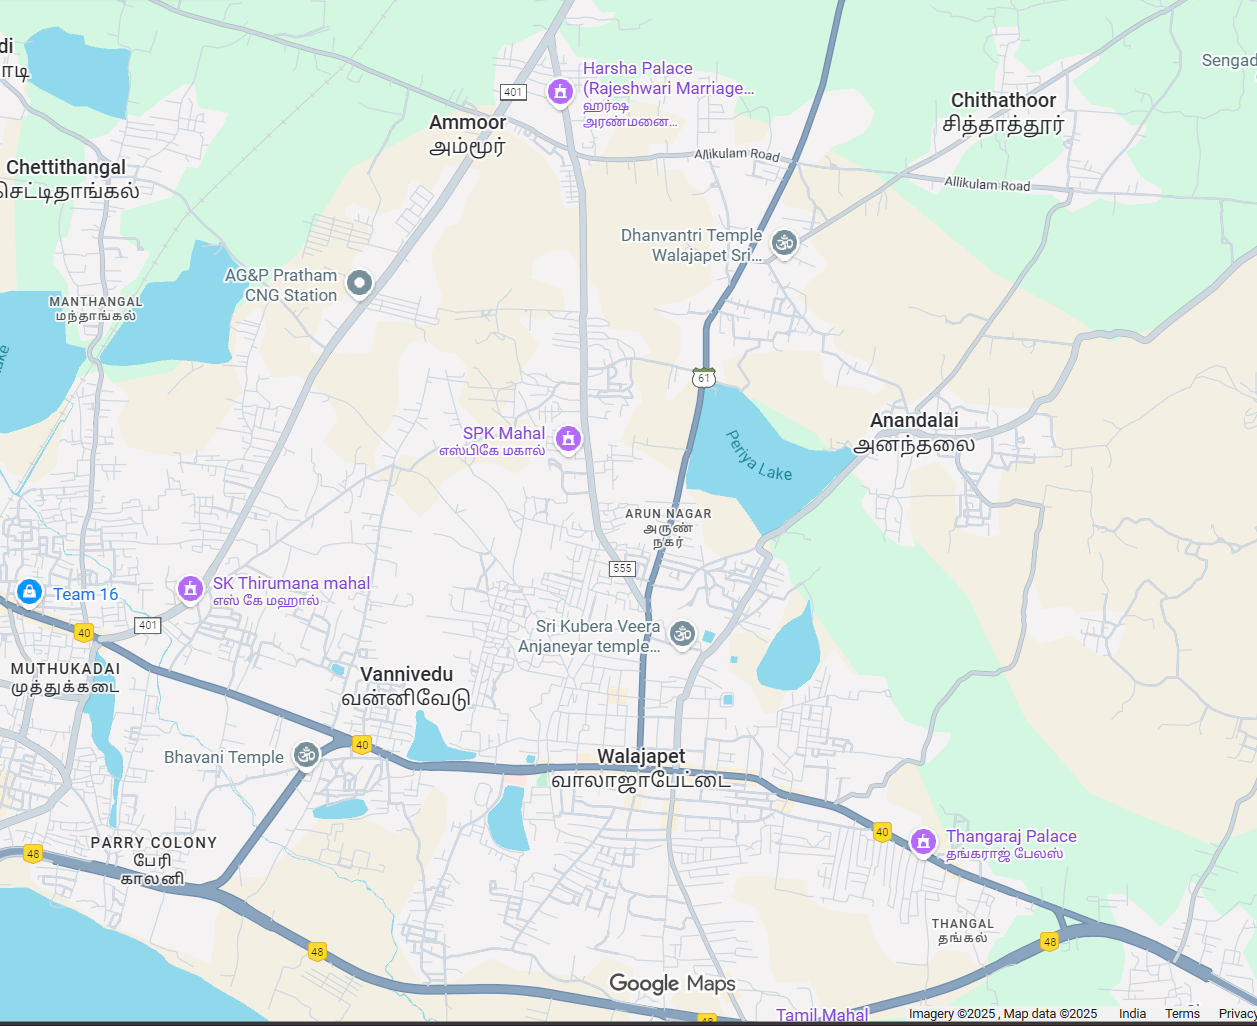 Sengad
Harsha Palace
(Rajeshwari Marriage...
ஹர்ஷ
அரண்மனை...
401
Chithathoor
சித்தாத்தூர்
Ammoor
அம்மூர்
Allikulam Road
Allikulam Road
Chettithangal
செட்டிதாங்கல்
Dhanvantri Temple
Walajapet Sri...
AG&P Pratham
CNG Station
MANTHANGAL
மந்தாங்கல்
61
Anandalai
அனந்தலை
SPK Mahal
எஸ்பிகே மகால்
Periya Lake
ARUN NAGAR
அருண்
நகர்
555
SK Thirumana mahal
எஸ் கே மஹால்
Team 16
401
40
Sri Kubera Veera
Anjaneyar temple...
MUTHUKADAI
முத்துக்கடை
Vannivedu
வன்னிவேடு
40
Bhavani Temple
Walajapet
வாலாஜாபேட்டை
40
Thangaraj Palace
தங்கராஜ் பேலஸ்
PARRY COLONY
பேரி
காலனி
48
THANGAL
தங்கல்
48
48
Google Maps
48
Tamil Mahal
Imagery ©2025 , Map data ©2025 India Terms Privacy